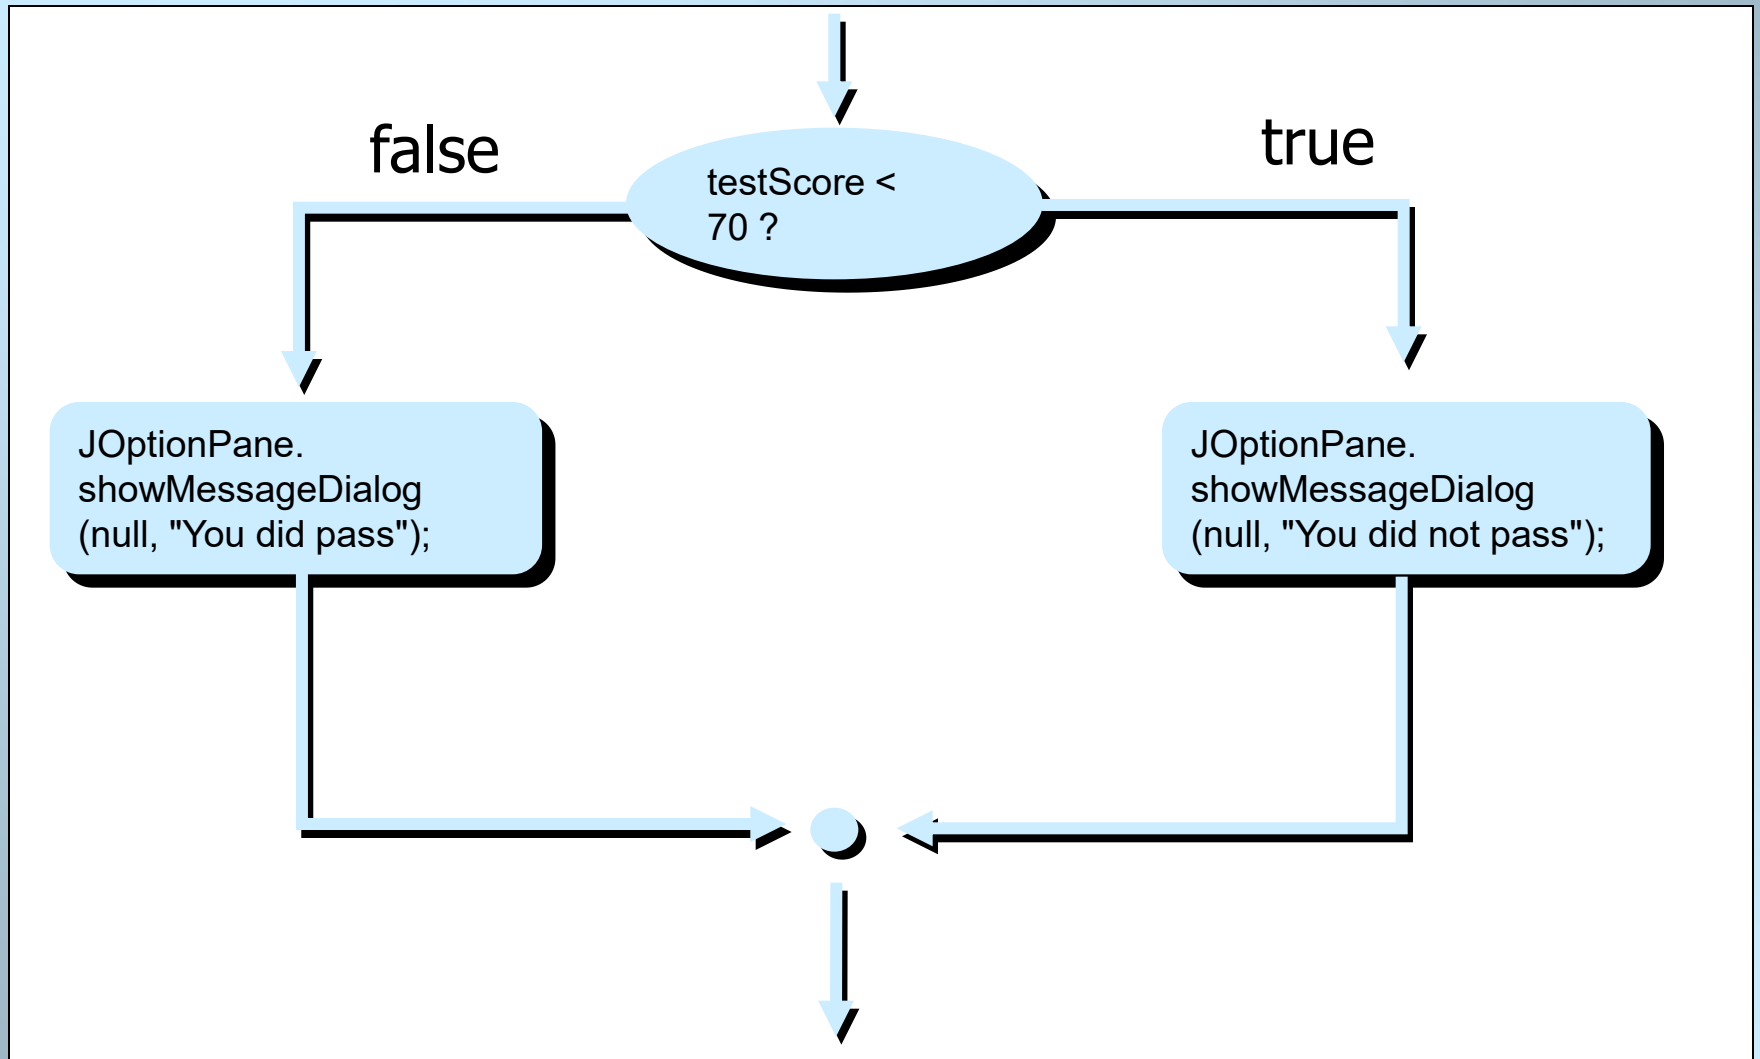 false
true
testScore <
70 ?
JOptionPane.
showMessageDialog
(null, "You did pass");
JOptionPane.
showMessageDialog
(null, "You did not pass");